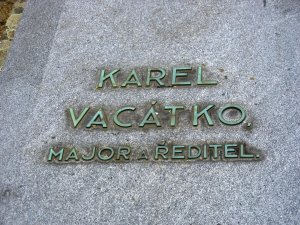 KAREL
VACÁTKO,
MAJOR A ŘEDITEL.